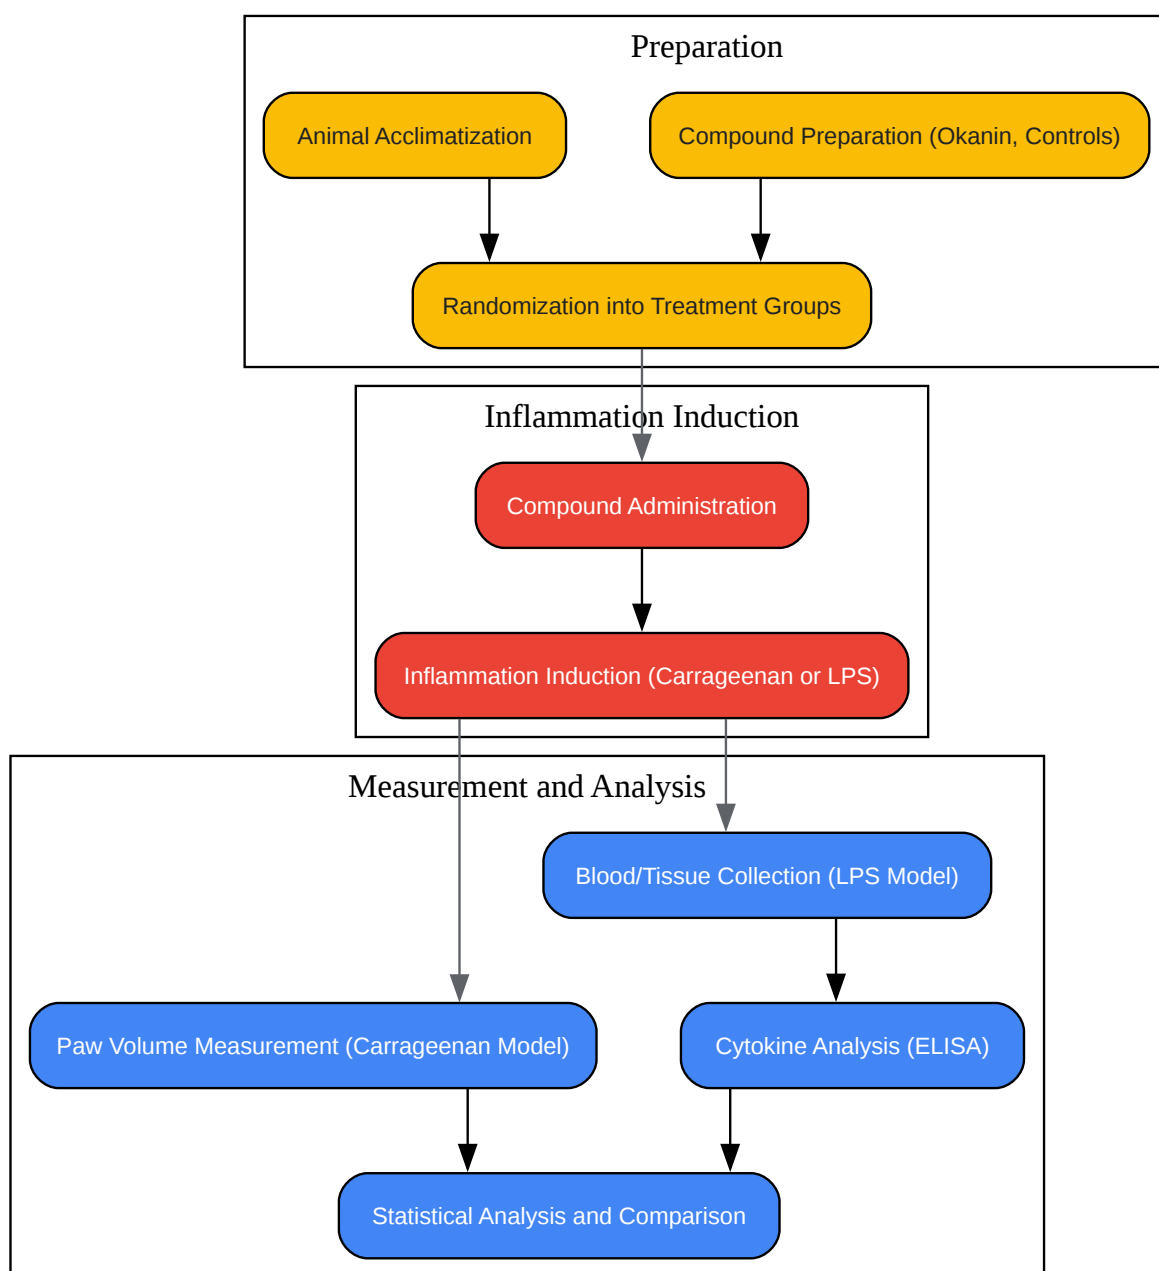 Preparation
Animal Acclimatization
Compound Preparation (Okanin, Controls)
Randomization into Treatment Groups
Inflammation Induction
Compound Administration
Inflammation Induction (Carrageenan or LPS)
Measurement and Analysis
Blood/Tissue Collection (LPS Model)
Paw Volume Measurement (Carrageenan Model)
Cytokine Analysis (ELISA)
Statistical Analysis and Comparison